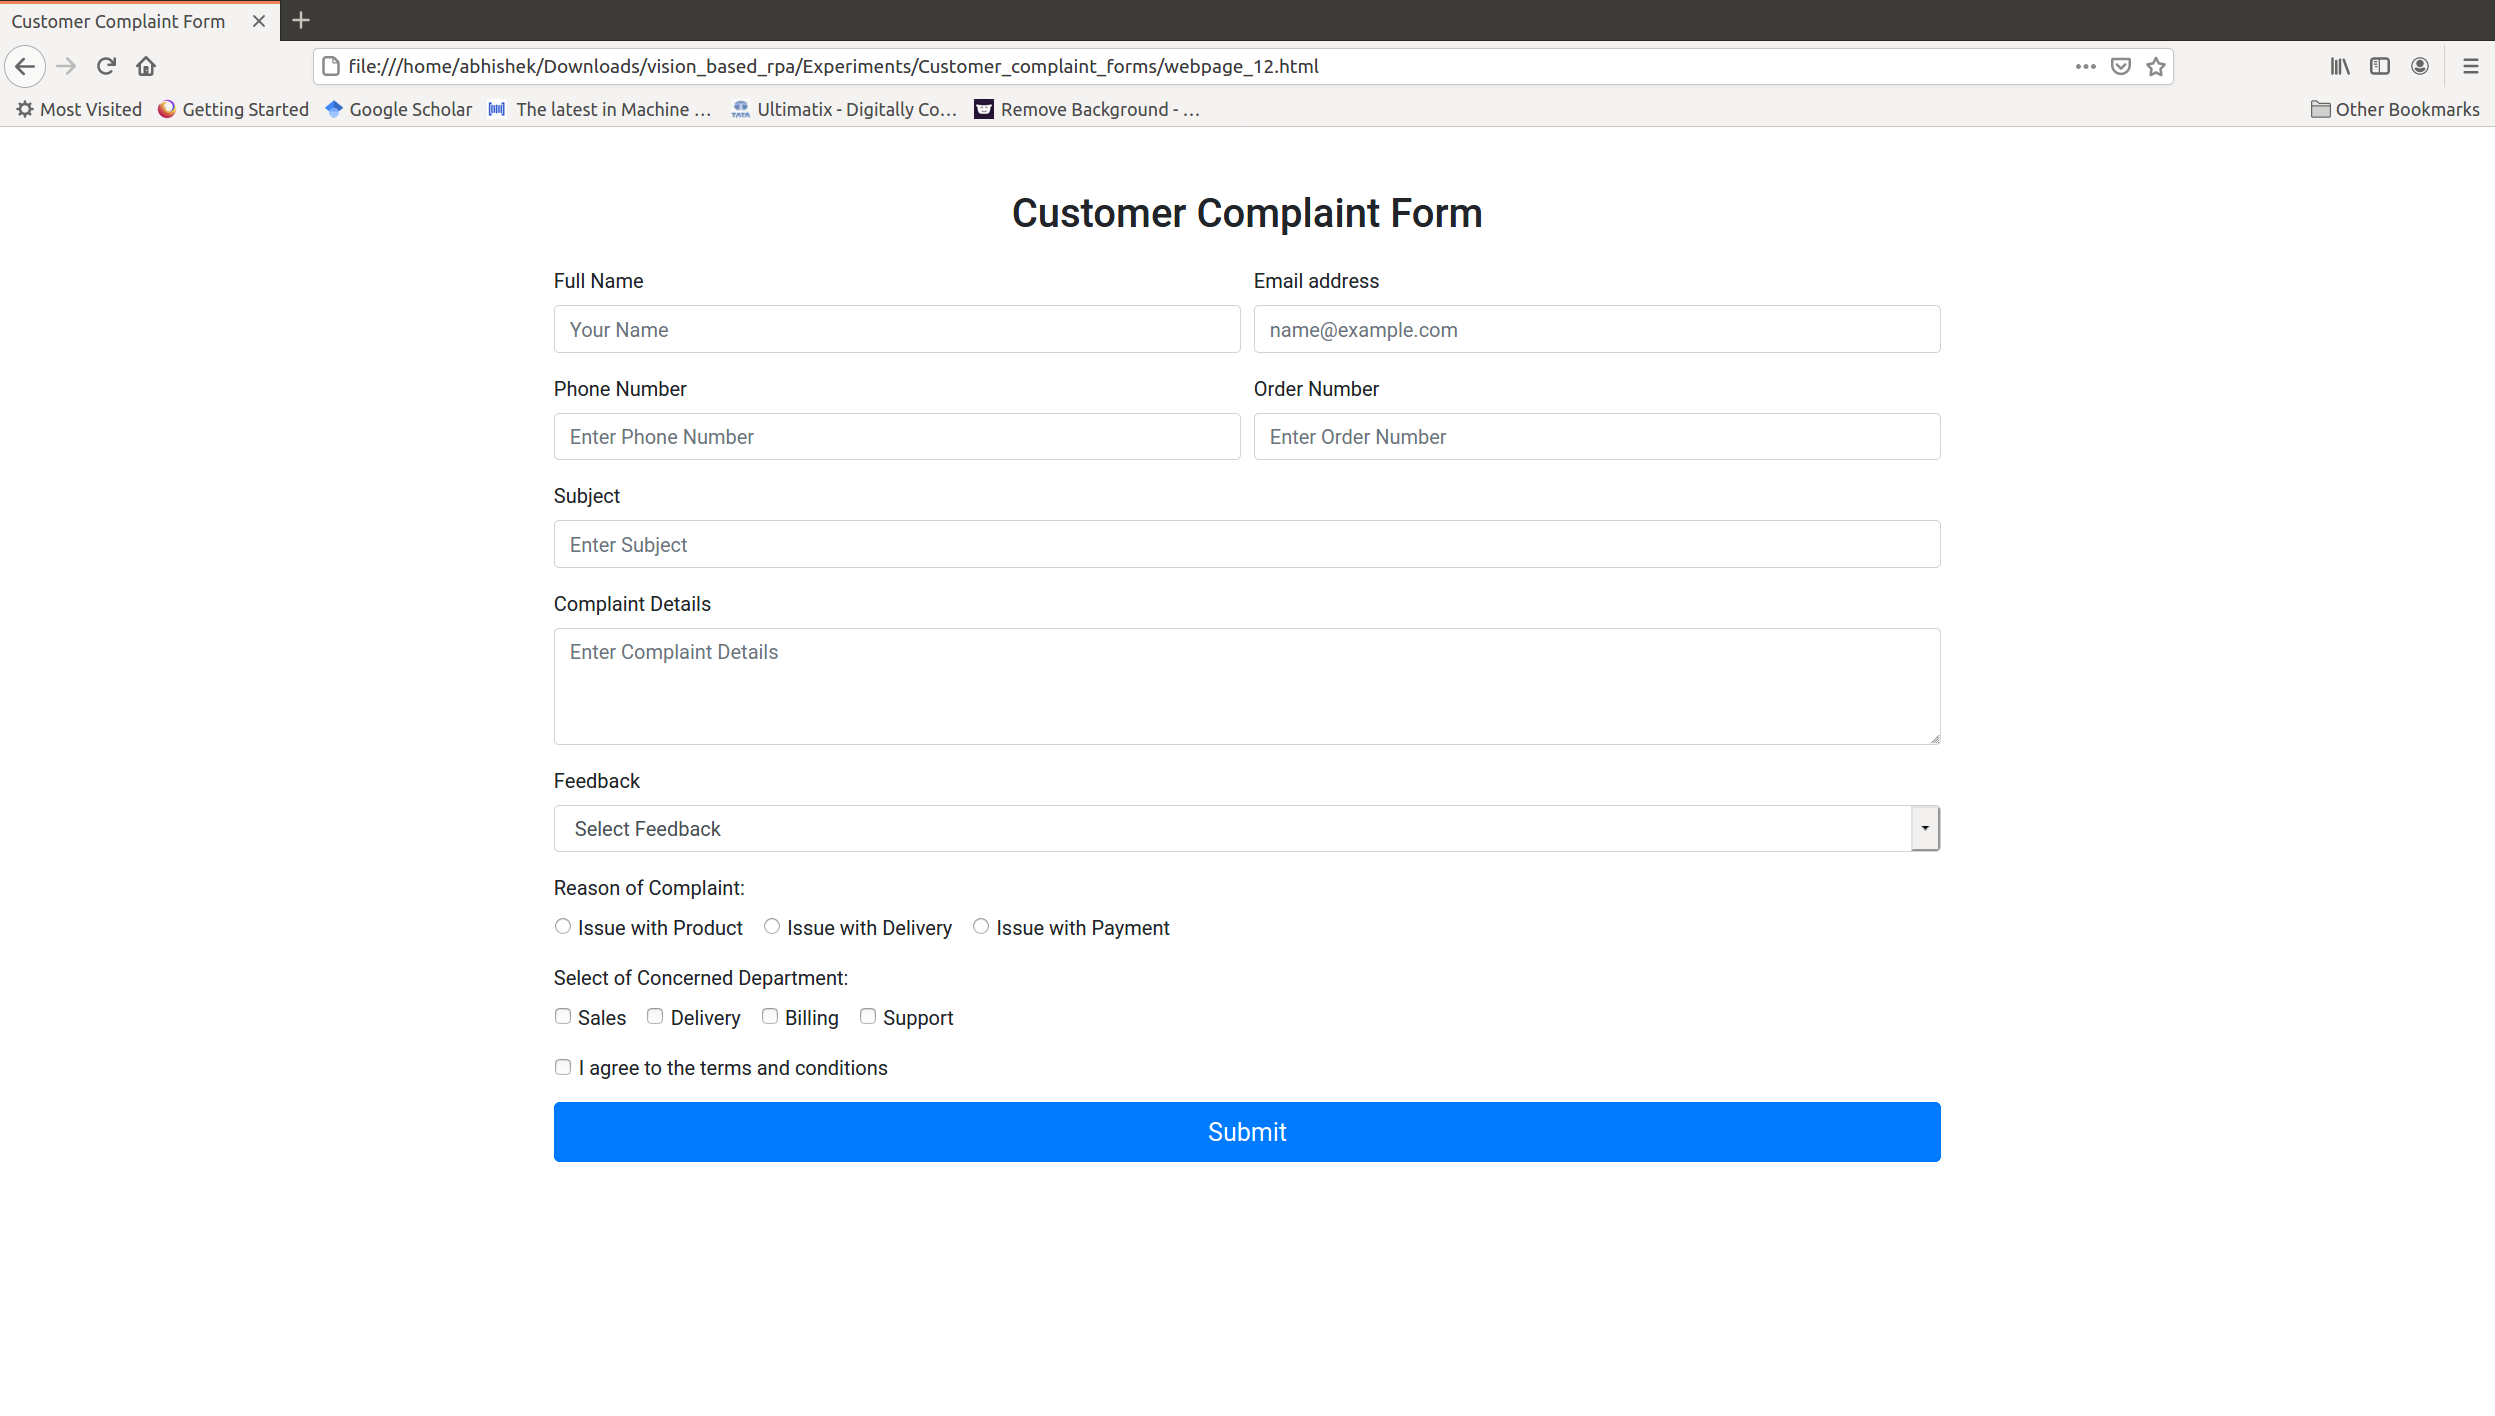 Customer Complaint Form
file:///home/abhishek/Downloads/vision_based_rpa/Experiments/Customer_complaint_forms/webpage_12.html
Most Visited Getting Started Google Scholar The latest in Machine … TATA Ultimatix - Digitally Co… Remove Background - … Other Bookmarks
Customer Complaint Form
Full Name Email address
Your Name name@example.com
Phone Number Order Number
Enter Phone Number Enter Order Number
Subject
Enter Subject
Complaint Details
Enter Complaint Details
Feedback
Select Feedback
Reason of Complaint:
Issue with Product Issue with Delivery Issue with Payment
Select of Concerned Department:
Sales Delivery Billing Support
I agree to the terms and conditions
Submit